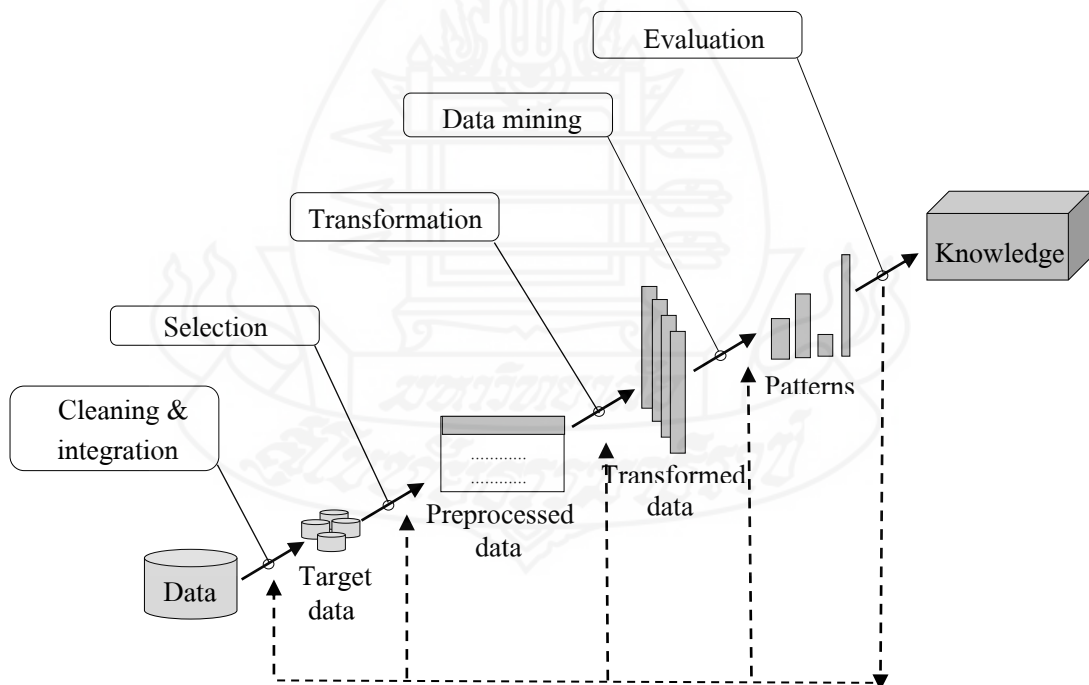 Evaluation
Data mining
Transformation
Knowledge
Selection
Patterns
Cleaning &
integration
............
............
Transformed
data
Preprocessed
data
Target
data
Data